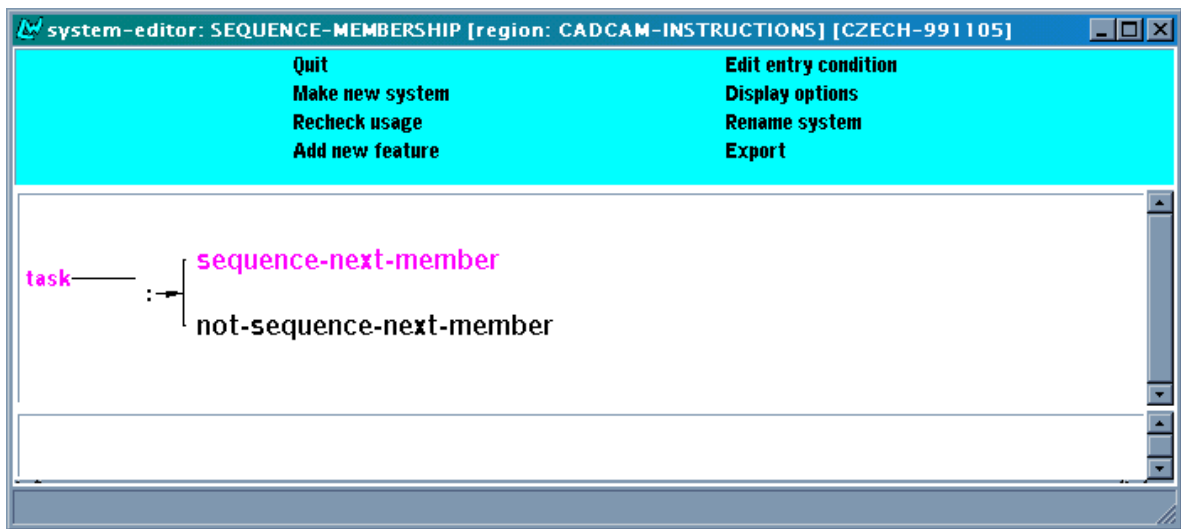 system-editor: SEQUENCE-MEMBERSHIP [region: CADCAM-INSTRUCTIONS] [CZECH-991105]
Quit Edit entry condition
Make new system Display options
Recheck usage Rename system
Add new feature Export
sequence-next-member
task
:
not-sequence-next-member